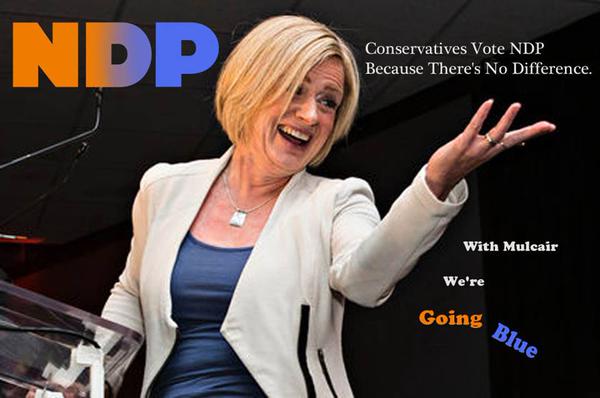 NDP
Conservatives Vote NDP
Because There's No Difference.
With Mulcair
We're
Going
Blue